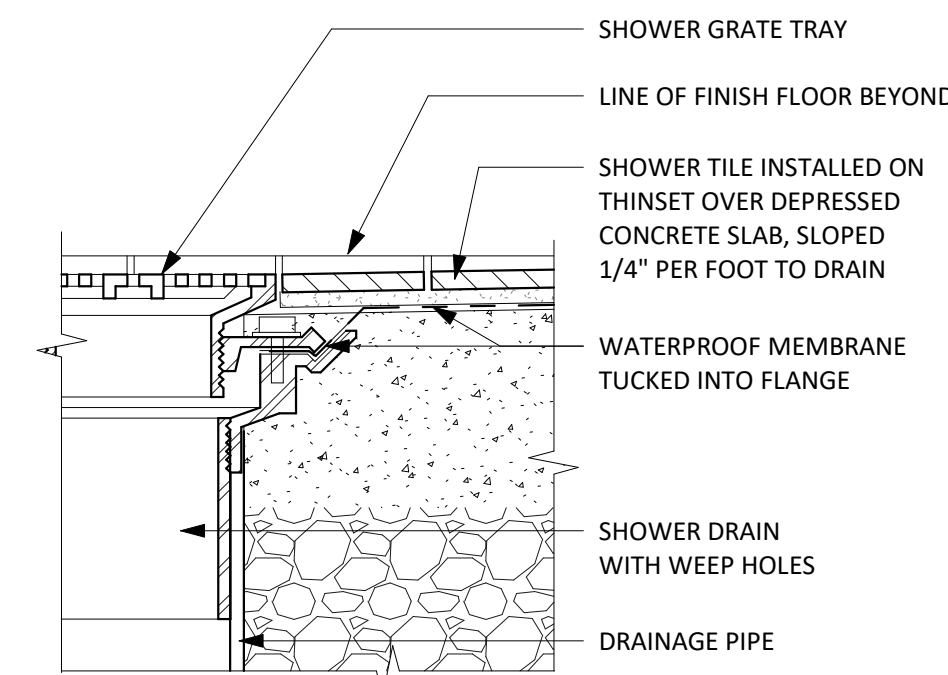 SHOWER GRATE TRAY
LINE OF FINISH FLOOR BEYOND
SHOWER TILE INSTALLED ON
THINSET OVER DEPRESSED
CONCRETE SLAB, SLOPED
1/4" PER FOOT TO DRAIN
WATERPROOF MEMBRANE
TUCKED INTO FLANGE
SHOWER DRAIN
WITH WEEP HOLES
DRAINAGE PIPE